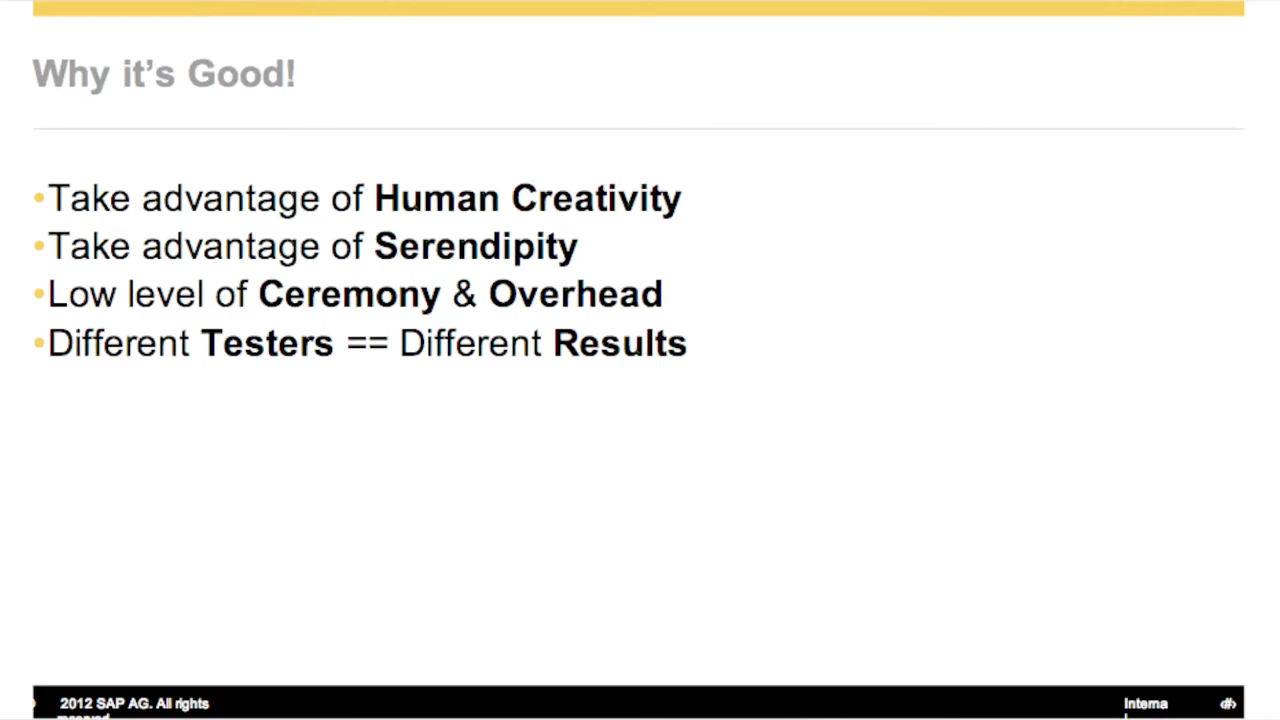 Why it's Good!
•Take advantage of Human Creativity
•Take advantage of Serendipity
•Low level of Ceremony & Overhead
•Different Testers == Different Results
2012 SAP AG. All rights
reserved
Interna
l
‹#›